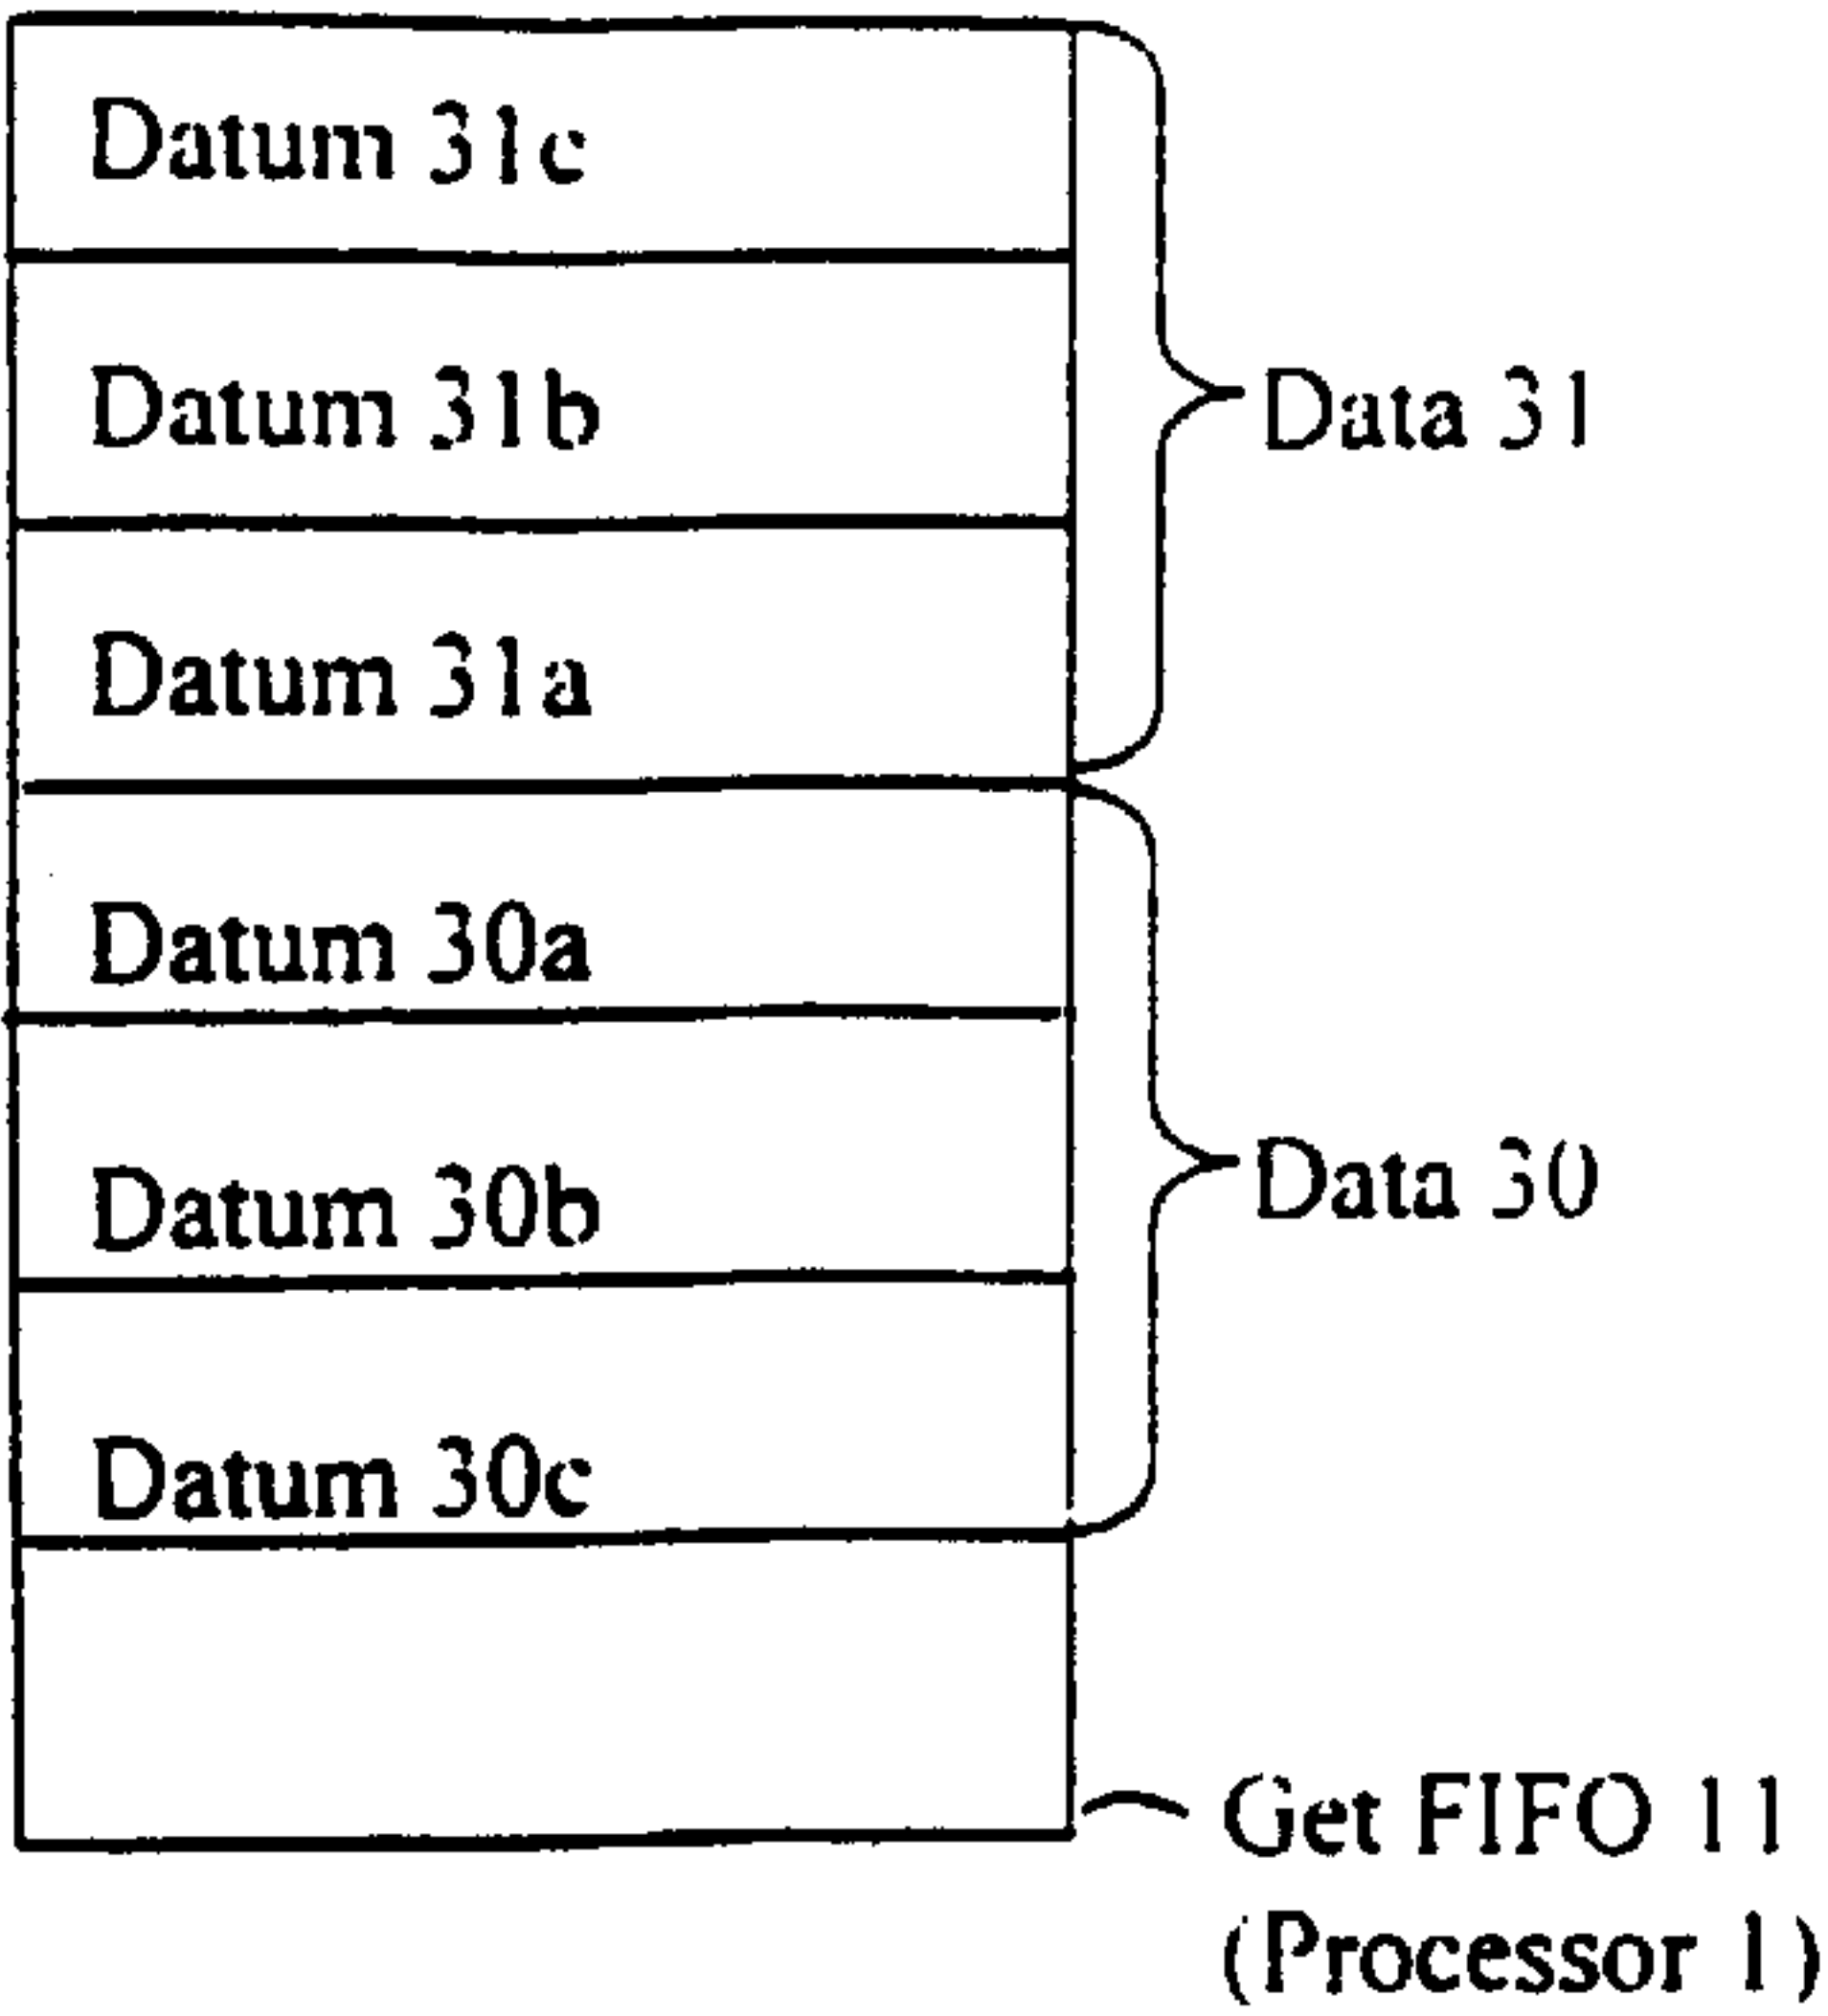 Datum 31c
Datum 31b
Data 31
Datum 31a
Datum 30a
Datum 30b
Data 30
Datum 30c
Get FIFO 11
(Processor 1)